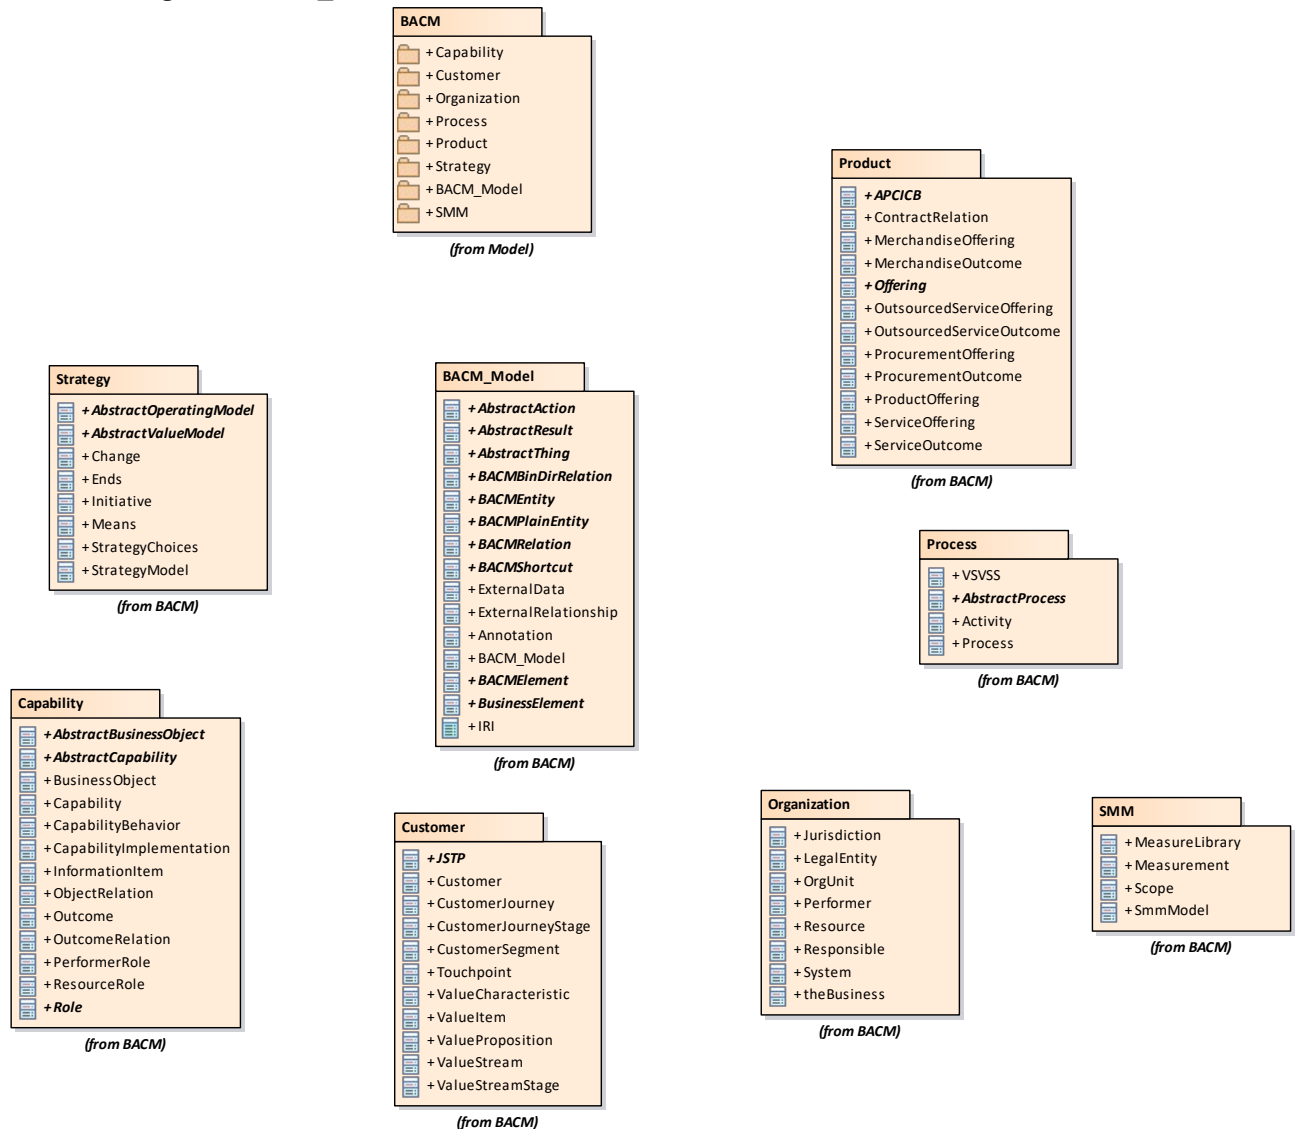 BACM
+Capability
+Customer
+Organization
+Process
+Product
+Strategy
+BACM_Model
+SMM
(from Model)
Product
+APCICB
+ContractRelation
+MerchandiseOffering
+MerchandiseOutcome
+Offering
+OutsourcedServiceOffering
+OutsourcedServiceOutcome
+ProcurementOffering
+ProcurementOutcome
+ProductOffering
+ServiceOffering
+ServiceOutcome
(from BACM)
Strategy
+AbstractOperatingModel
+AbstractValueModel
+Change
+Ends
+Initiative
+Means
+StrategyChoices
+StrategyModel
(from BACM)
BACM_Model
+AbstractAction
+AbstractResult
+AbstractThing
+BACMBinDirRelation
+BACMEntity
+BACMPlainEntity
+BACMRelation
+BACMShortcut
+ExternalData
+ExternalRelationship
+Annotation
+BACM_Model
+BACMElement
+BusinessElement
+IRI
(from BACM)
Process
+VSVSS
+AbstractProcess
+Activity
+Process
(from BACM)
Capability
+AbstractBusinessObject
+AbstractCapability
+BusinessObject
+Capability
+CapabilityBehavior
+CapabilityImplementation
+InformationItem
+ObjectRelation
+Outcome
+OutcomeRelation
+PerformerRole
+ResourceRole
+Role
(from BACM)
Customer
+JSTP
+Customer
+CustomerJourney
+CustomerJourneyStage
+CustomerSegment
+Touchpoint
+ValueCharacteristic
+ValueItem
+ValueProposition
+ValueStream
+ValueStreamStage
(from BACM)
Organization
+Jurisdiction
+LegalEntity
+OrgUnit
+Performer
+Resource
+Responsible
+System
+theBusiness
(from BACM)
SMM
+MeasureLibrary
+Measurement
+Scope
+SmmModel
(from BACM)